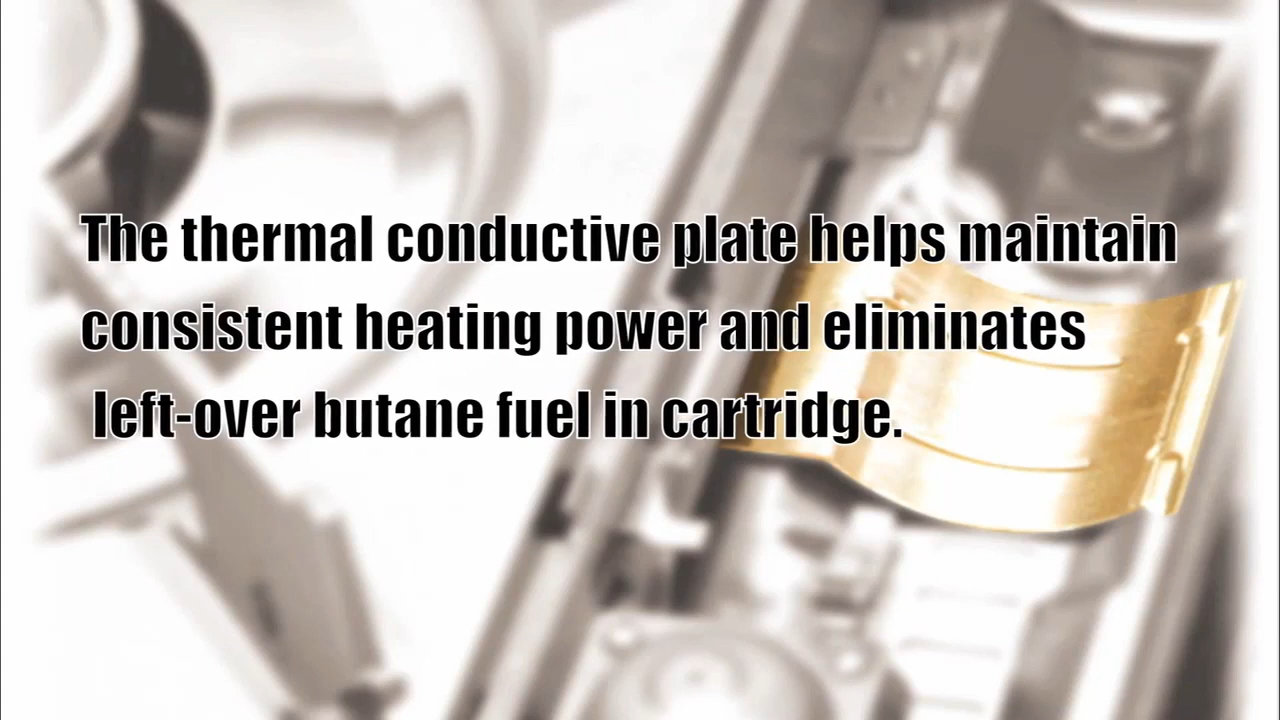 The thermal conductive plate helps maintain
consistent heating power and eliminates
left-over butane fuel in cartridge.